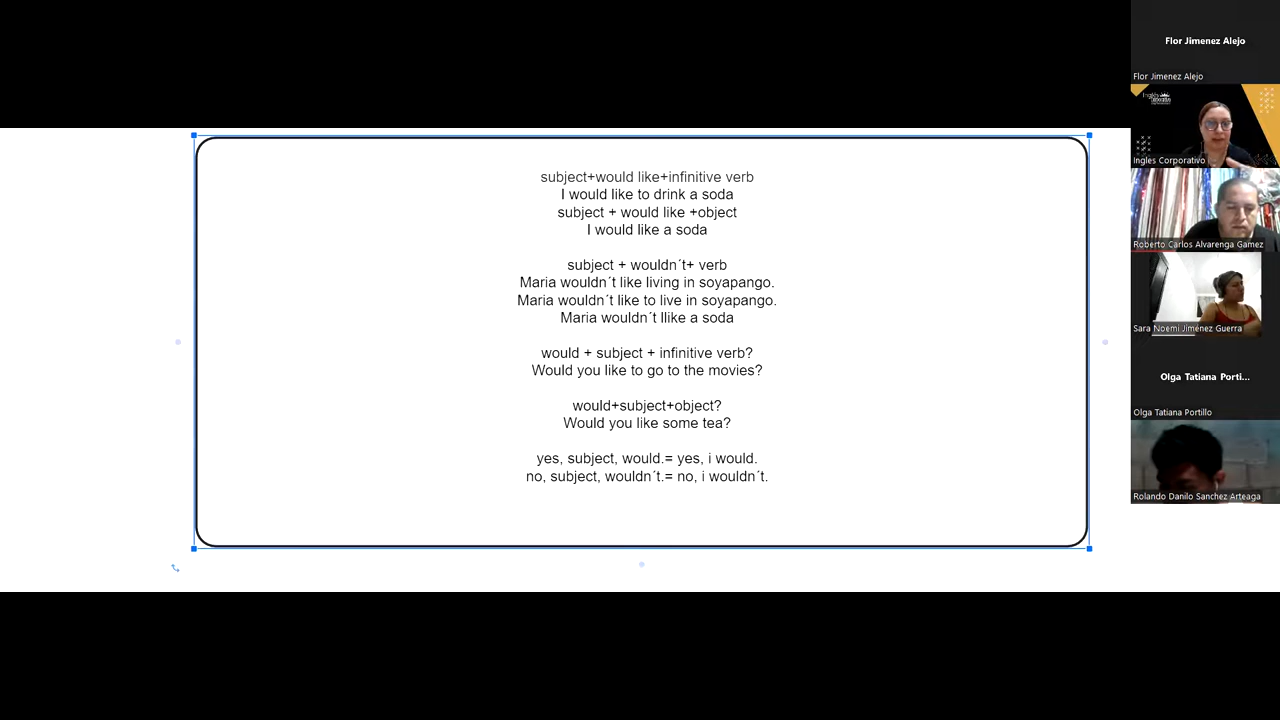 Flor Jimenez Alejo
Flor Jimenez Alejo
Ingles Corporativo
Roberto Carlos Alvarenga Gamez
Sara Noemi Jiménez Guerra
Olga Tatiana Porti...
Olga Tatiana Portillo
Rolando Danilo Sanchez Arteaga
subject+would like+infinitive verb
I would like to drink a soda
subject + would like +object
I would like a soda
subject + wouldn´t+ verb
Maria wouldn´t like living in soyapango.
Maria wouldn´t like to live in soyapango.
Maria wouldn´t llike a soda
would + subject + infinitive verb?
Would you like to go to the movies?
would+subject+object?
Would you like some tea?
yes, subject, would.= yes, i would.
no, subject, wouldn´t.= no, i wouldn´t.